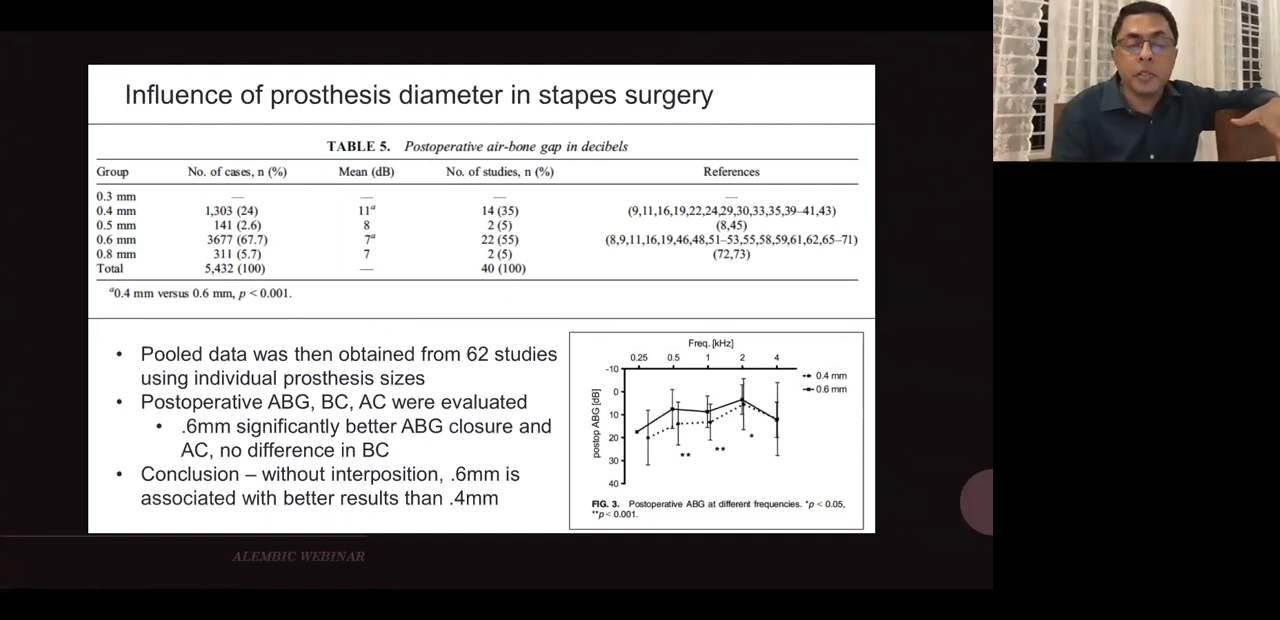 Influence of prosthesis diameter in stapes surgery
TABLE 5. Postoperative air-bone gap in decibels
Group No. of cases, n (%) Mean (dB) No. of studies, n (%) References
0.3 mm — — — —
0.4 mm 1,303 (24) 11a 14 (35) (9,11,16,19,22,24,29,30,33,35,39–41,43)
0.5 mm 141 (2.6) 8 2 (5) (8,45)
0.6 mm 3677 (67.7) 7a 22 (55) (8,9,11,16,19,46,48,51–53,55,58,59,61,62,65–71)
0.8 mm 311 (5.7) 7 2 (5) (72,73)
Total 5,432 (100) — 40 (100)
a0.4 mm versus 0.6 mm, p < 0.001.
• Pooled data was then obtained from 62 studies
using individual prosthesis sizes
• Postoperative ABG, BC, AC were evaluated
• .6mm significantly better ABG closure and
AC, no difference in BC
• Conclusion – without interposition, .6mm is
associated with better results than .4mm
Freq. [kHz]
0.25 0.5 1 2 4
-10
0
10
20
30
40
postop ABG [dB]
0.4 mm
0.6 mm
** ** *
FIG. 3. Postoperative ABG at different frequencies. *p < 0.05,
**p < 0.001.
ALEMBIC WEBINAR